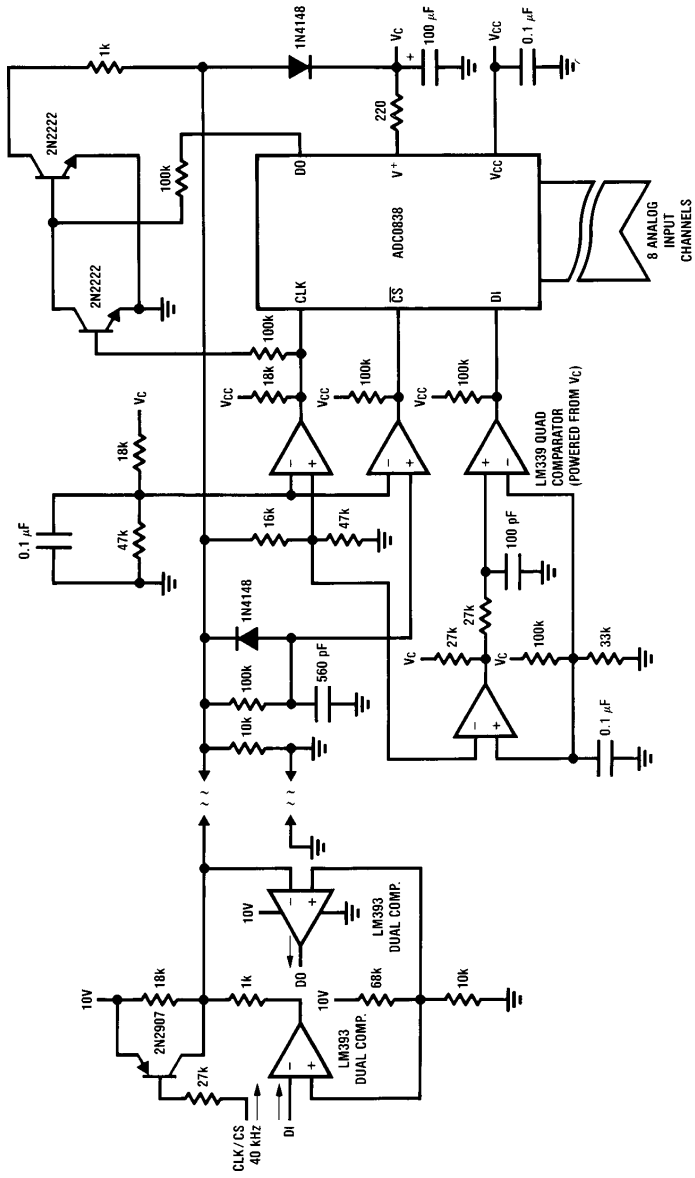 10V
2N2907
18k
27k
CLK/CS
40 kHz
DI
1k
LM393
DUAL COMP.
10V
68k
10k
10V
DO
LM393
DUAL COMP.
~ ~
~ ~
10k
100k
560 pF
1N4148
0.1 µF
47k
18k
VC
16k
47k
VC
27k
27k
100 pF
VC
100k
33k
0.1 µF
− +
− +
− +
− +
+ −
− +
VCC
18k
100k
VCC
100k
VCC
100k
LM339 QUAD
COMPARATOR
(POWERED FROM VC)
2N2222
2N2222
1k
100k
1N4148
CLK
CS
DI
ADC0838
DO
V+
VCC
220
VC
+
100 µF
VCC
0.1 µF
8 ANALOG
INPUT
CHANNELS